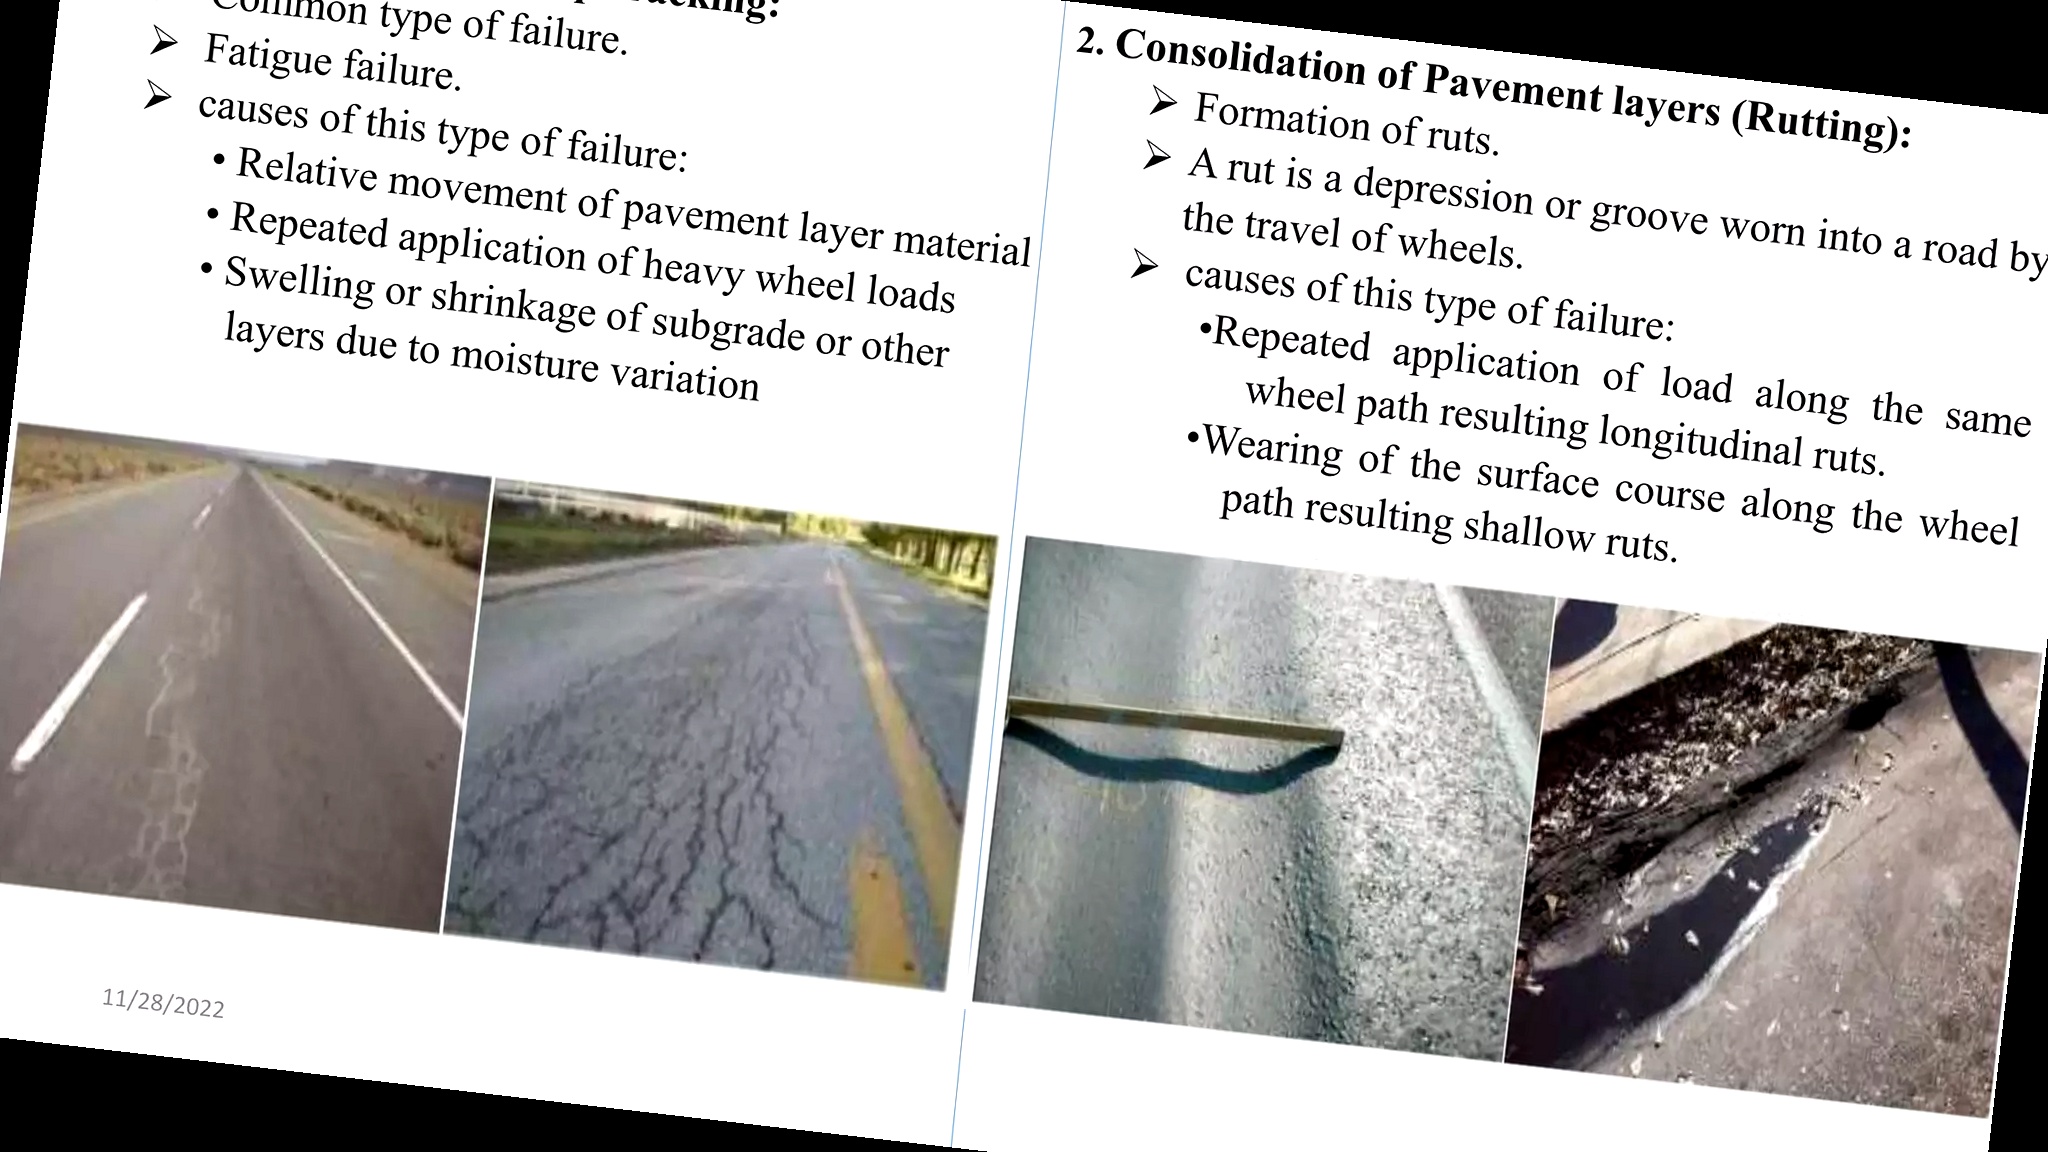 Common type of failure.
➢ Fatigue failure.
➢ causes of this type of failure:
• Relative movement of pavement layer material
• Repeated application of heavy wheel loads
• Swelling or shrinkage of subgrade or other
layers due to moisture variation
11/28/2022
2. Consolidation of Pavement layers (Rutting):
➢ Formation of ruts.
➢ A rut is a depression or groove worn into a road by
the travel of wheels.
➢ causes of this type of failure:
•Repeated application of load along the same
wheel path resulting longitudinal ruts.
•Wearing of the surface course along the wheel
path resulting shallow ruts.